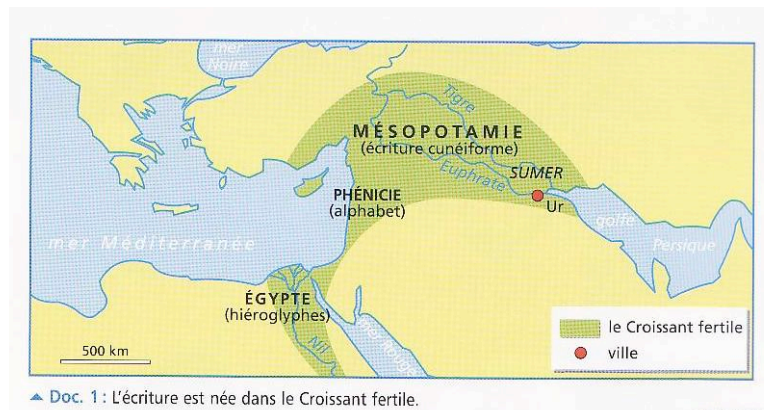 mer
Noire
Tigre
MÉSOPOTAMIE
(écriture cunéiforme)
Euphrate
SUMER
Ur
PHÉNICIE
(alphabet)
golfe
Persique
mer Méditerranée
ÉGYPTE
(hiéroglyphes)
Nil
mer Rouge
500 km
le Croissant fertile
ville
Doc. 1 : L'écriture est née dans le Croissant fertile.